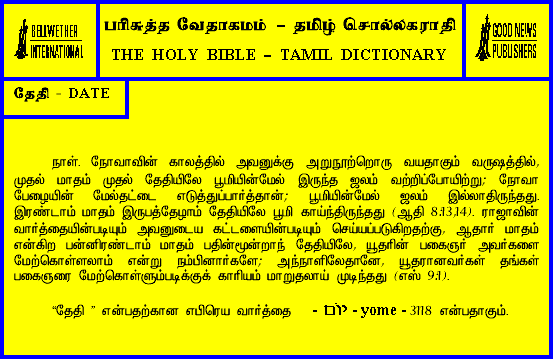 BELLWETHER
INTERNATIONAL
பரிசுத்த வேதாகமம் – தமிழ் சொல்லகராதி
THE HOLY BIBLE – TAMIL DICTIONARY
GOOD NEWS
PUBLISHERS
தேதி - DATE
நாள். நோவாவின் காலத்தில் அவனுக்கு அறுநூற்றொரு வயதாகும் வருஷத்தில்,
முதல் மாதம் முதல் தேதியிலே பூமியின்மேல் இருந்த ஜலம் வற்றிப்போயிற்று; நோவா
பேழையின் மேல்தட்டை எடுத்துப்பார்த்தான்; பூமியின்மேல் ஜலம் இல்லாதிருந்தது.
இரண்டாம் மாதம் இருபத்தேழாம் தேதியிலே பூமி காய்ந்திருந்தது (ஆதி 8:13,14). ராஜாவின்
வார்த்தையின்படியும் அவனுடைய கட்டளையின்படியும் செய்யப்படுகிறதற்கு, ஆதார் மாதம்
என்கிற பன்னிரண்டாம் மாதம் பதின்மூன்றாந் தேதியிலே, யூதரின் பகைஞர் அவர்களை
மேற்கொள்ளலாம் என்று நம்பினார்களே; அந்நாளிலேதானே, யூதரானவர்கள் தங்கள்
பகைஞரை மேற்கொள்ளும்படிக்குக் காரியம் மாறுதலாய் முடிந்தது (எஸ் 9:1).
“தேதி ” என்பதற்கான எபிரெய வார்த்தை - יוֹם - yome - 3118 என்பதாகும்.